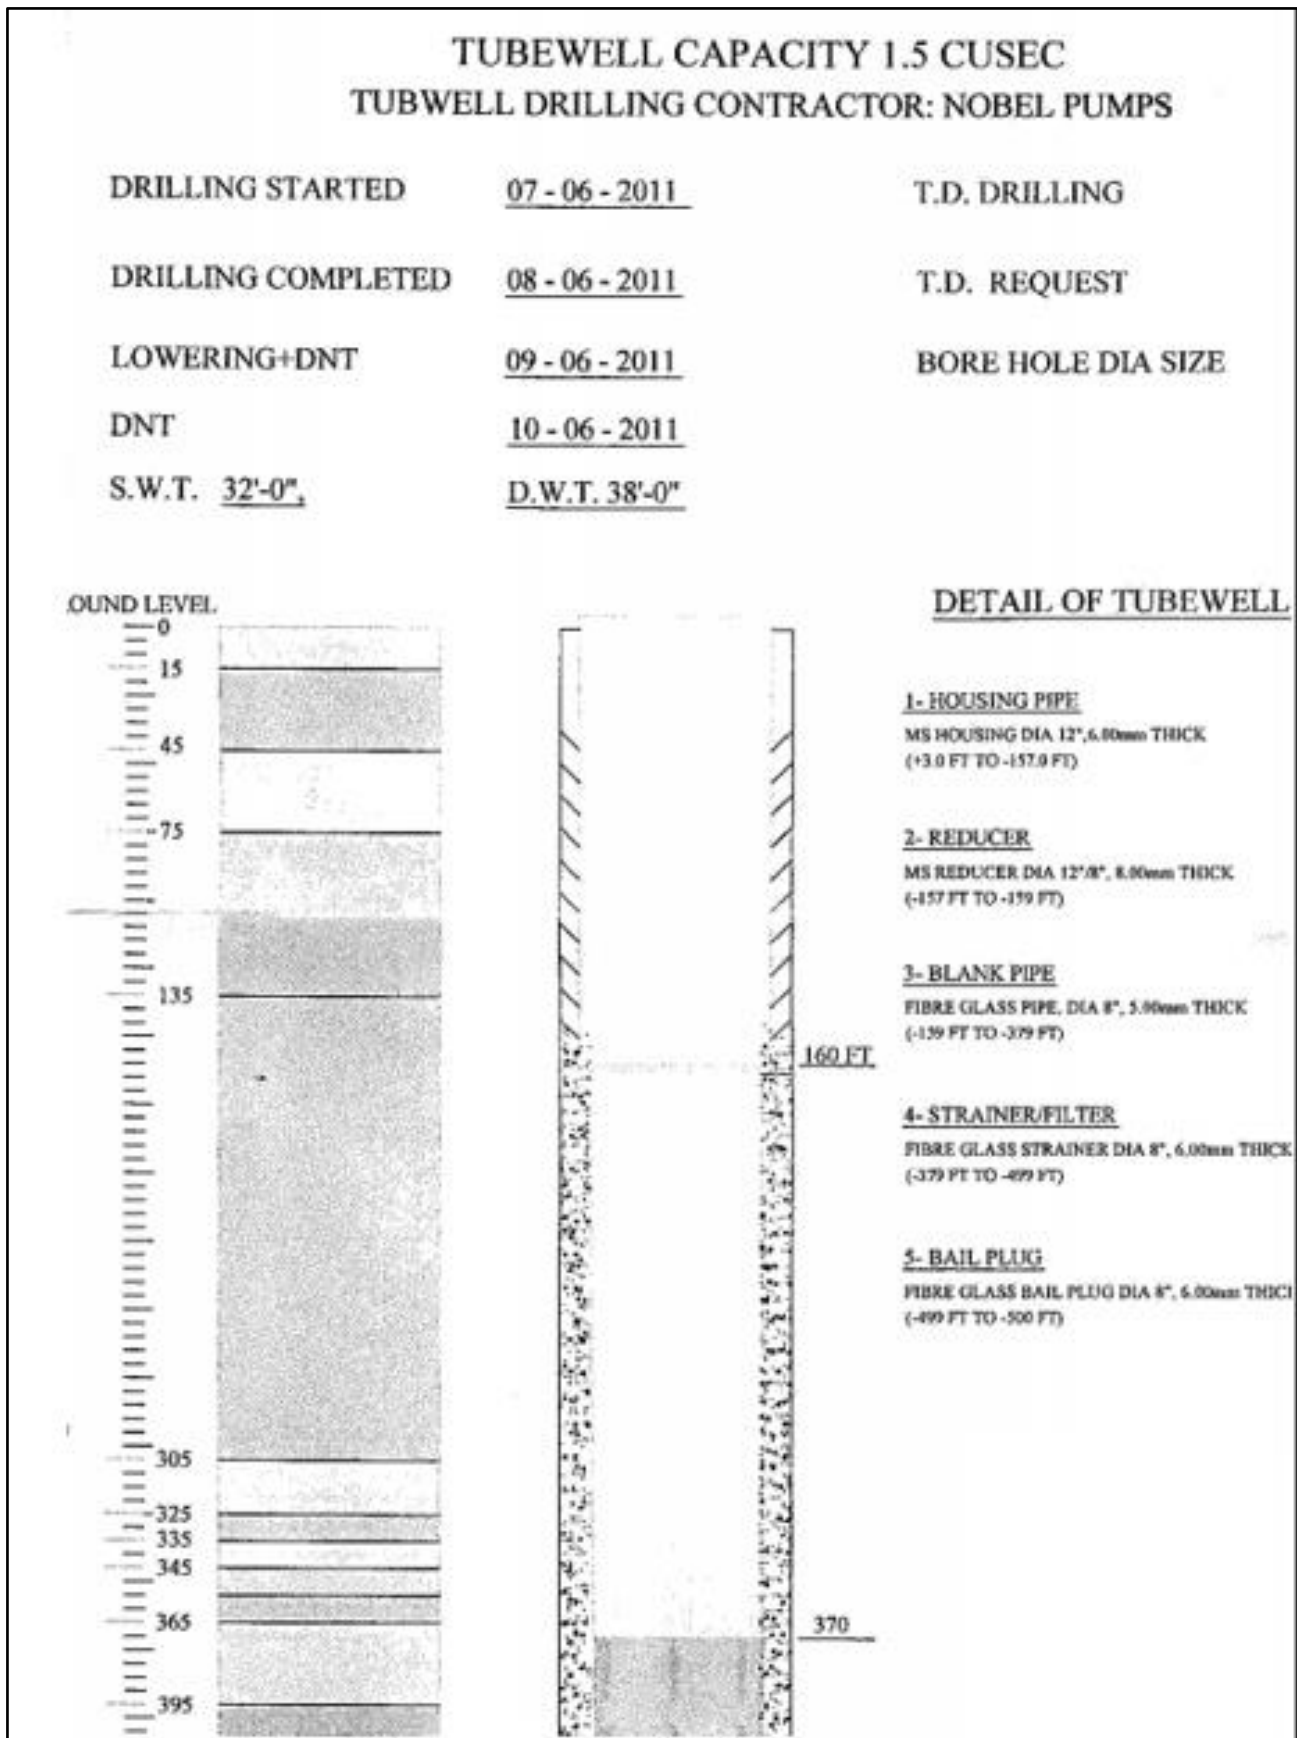 TUBEWELL CAPACITY 1.5 CUSEC
TUBWELL DRILLING CONTRACTOR: NOBEL PUMPS
DRILLING STARTED 07 - 06 - 2011 T.D. DRILLING
DRILLING COMPLETED 08 - 06 - 2011 T.D. REQUEST
LOWERING+DNT 09 - 06 - 2011 BORE HOLE DIA SIZE
DNT 10 - 06 - 2011
S.W.T. 32'-0", D.W.T. 38'-0"
OUND LEVEL
DETAIL OF TUBEWELL
0
15
45
75
135
305
325
335
345
365
395
160 FT
370
1- HOUSING PIPE
MS HOUSING DIA 12",6.00mm THICK
(+3.0 FT TO -157.0 FT)
2- REDUCER
MS REDUCER DIA 12"/8", 8.00mm THICK
(-157 FT TO -159 FT)
3- BLANK PIPE
FIBRE GLASS PIPE, DIA 8", 5.00mm THICK
(-159 FT TO -379 FT)
4- STRAINER/FILTER
FIBRE GLASS STRAINER DIA 8", 6.00mm THICK
(-379 FT TO -499 FT)
5- BAIL PLUG
FIBRE GLASS BAIL PLUG DIA 8", 6.00mm THICI
(-499 FT TO -500 FT)